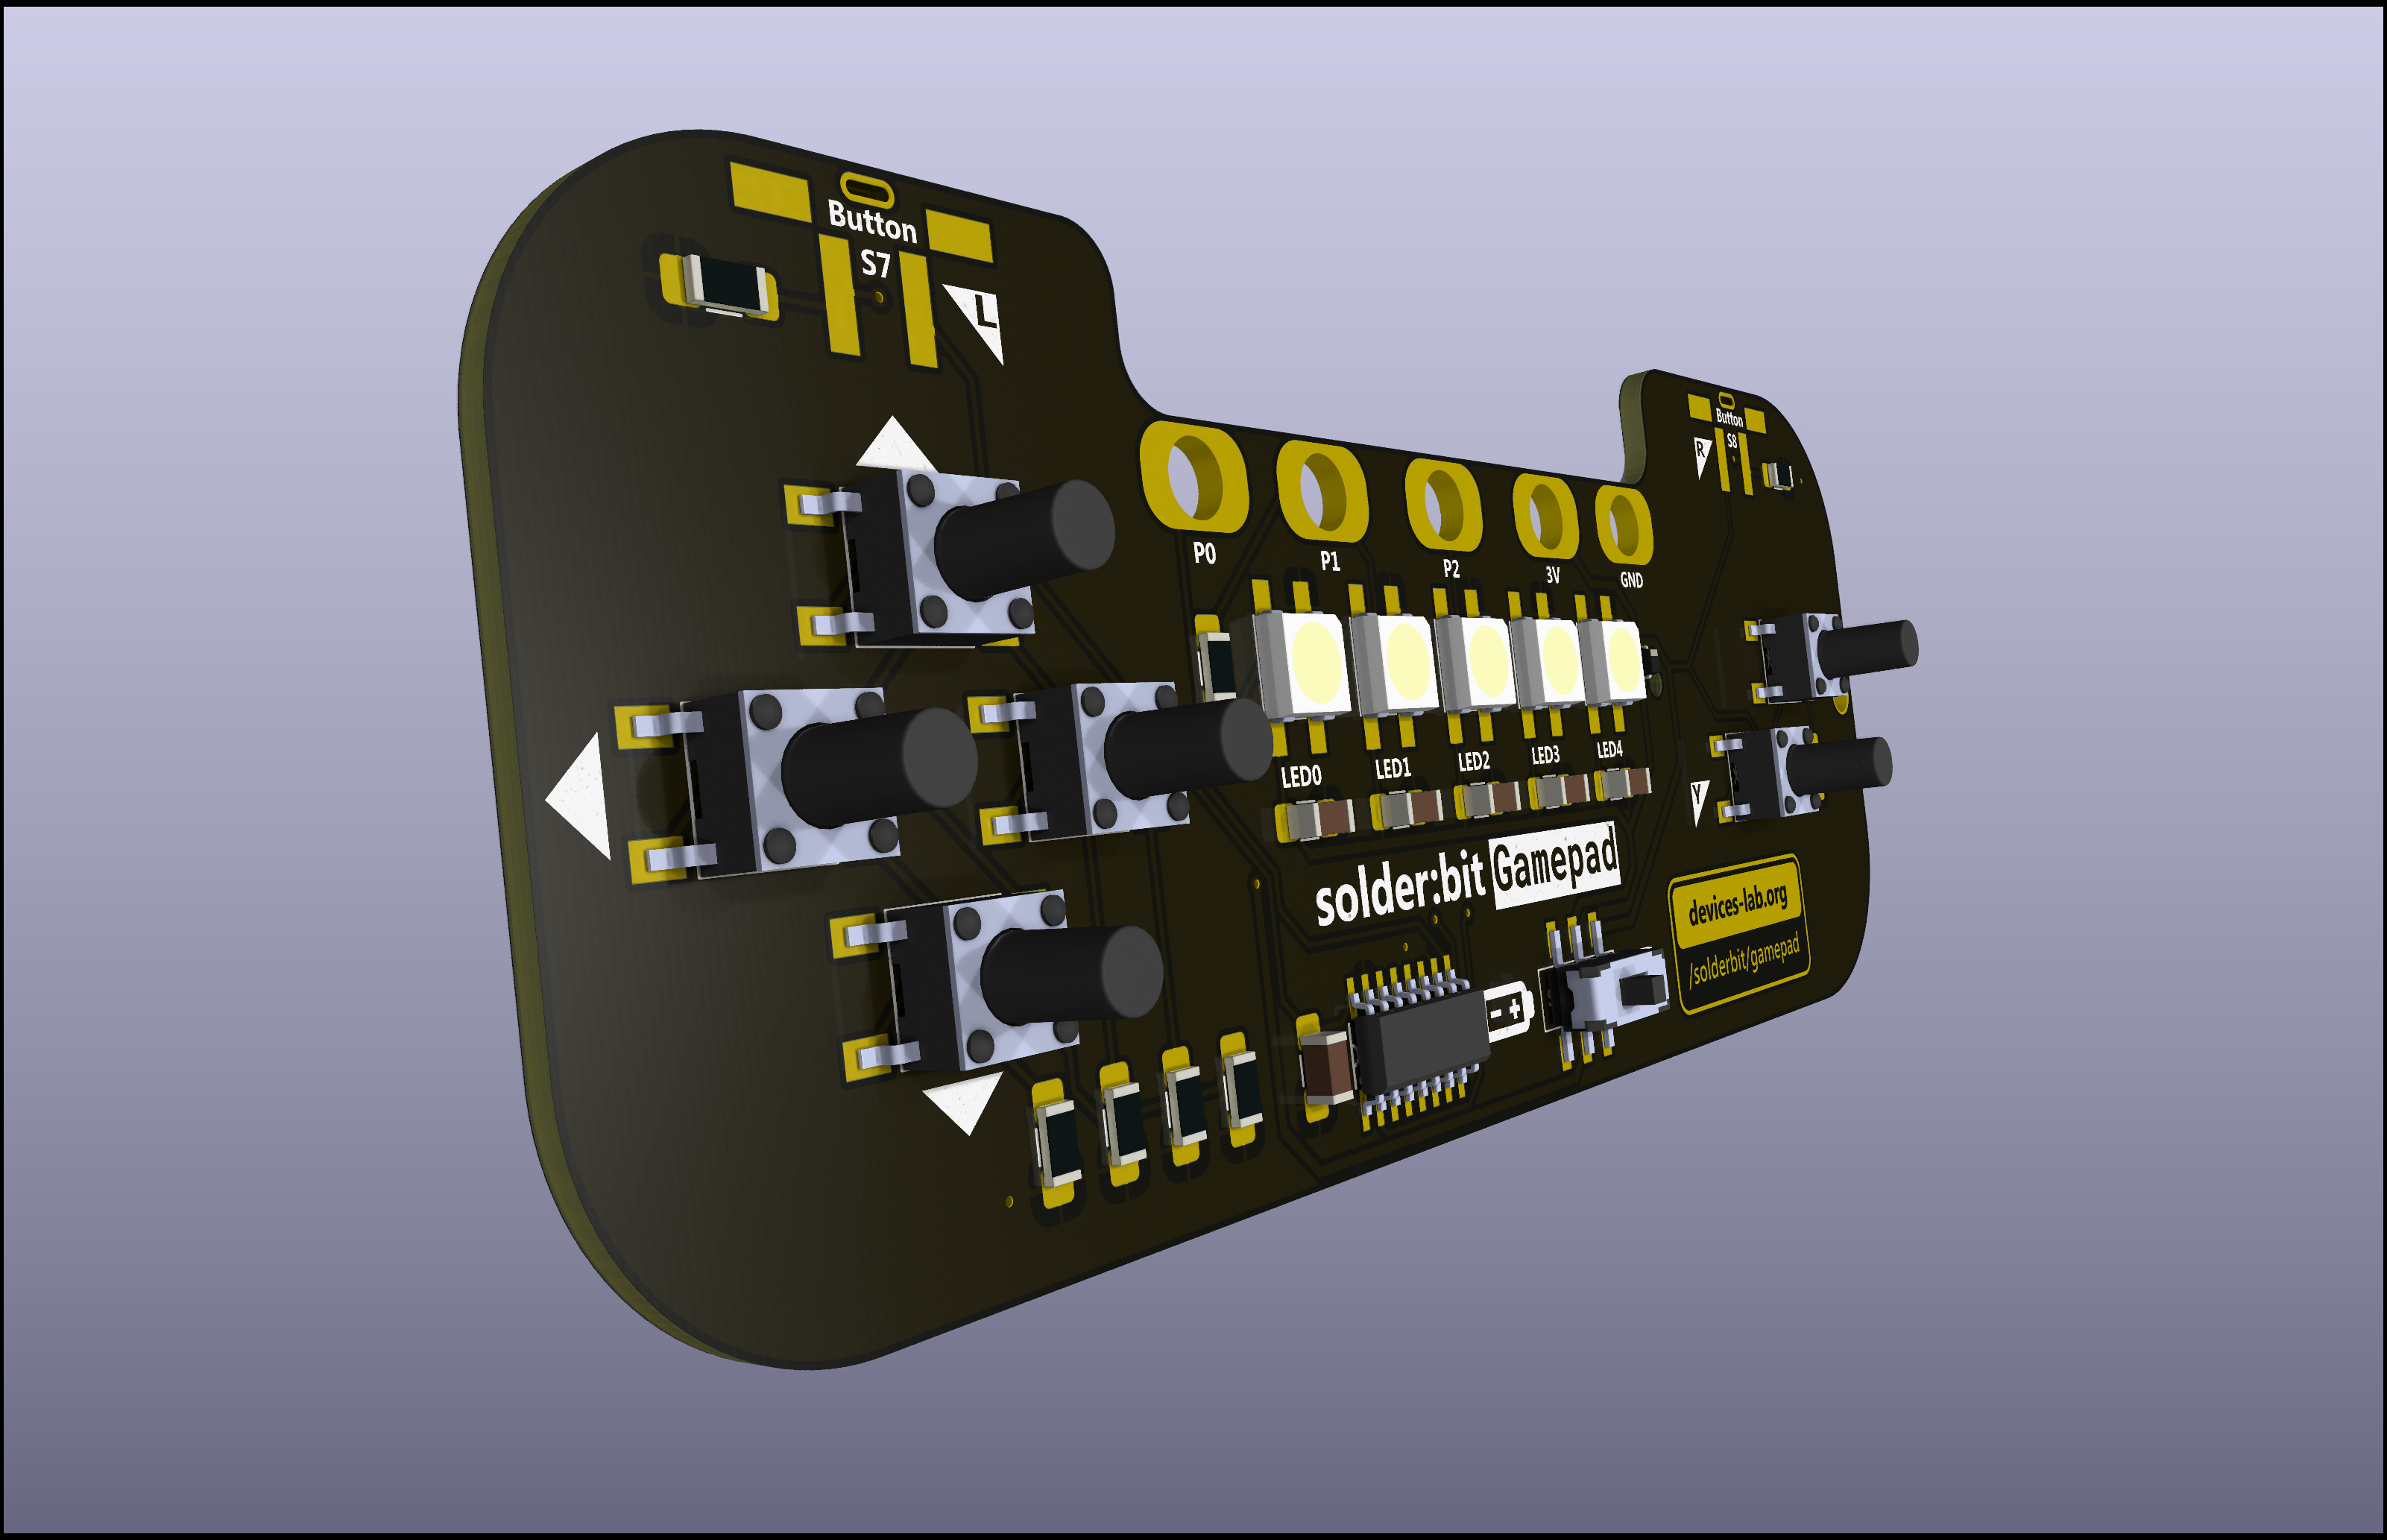 Button
S7
L
Button
S8
R
P0
P1
P2
3V
GND
LED0
LED1
LED2
LED3
LED4
Y
solder:bit Gamepad
devices-lab.org
/solderbit/gamepad
- +